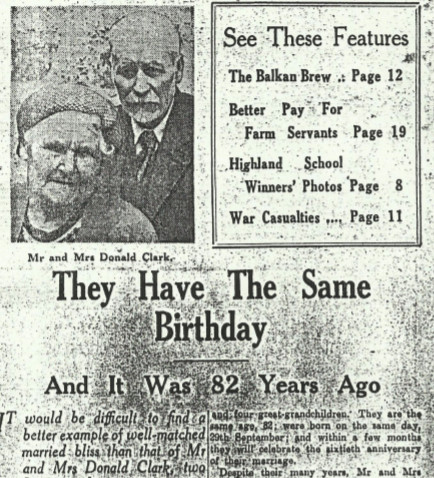 See These Features
The Balkan Brew .: Page 12
Better Pay For
Farm Servants Page 19
Highland School
Winners' Photos Page 8
War Casualties .... Page 11
Mr and Mrs Donald Clark.
They Have The Same
Birthday
And It Was 82 Years Ago
IT would be difficult to find a
better example of well-matched
married bliss than that of Mr
and Mrs Donald Clark, two
and four great-grandchildren. They are the
same age, 82; were born on the same day,
29th September; and within a few months
they will celebrate the sixtieth anniversary
of their marriage.
Despite their many years, Mr and Mrs